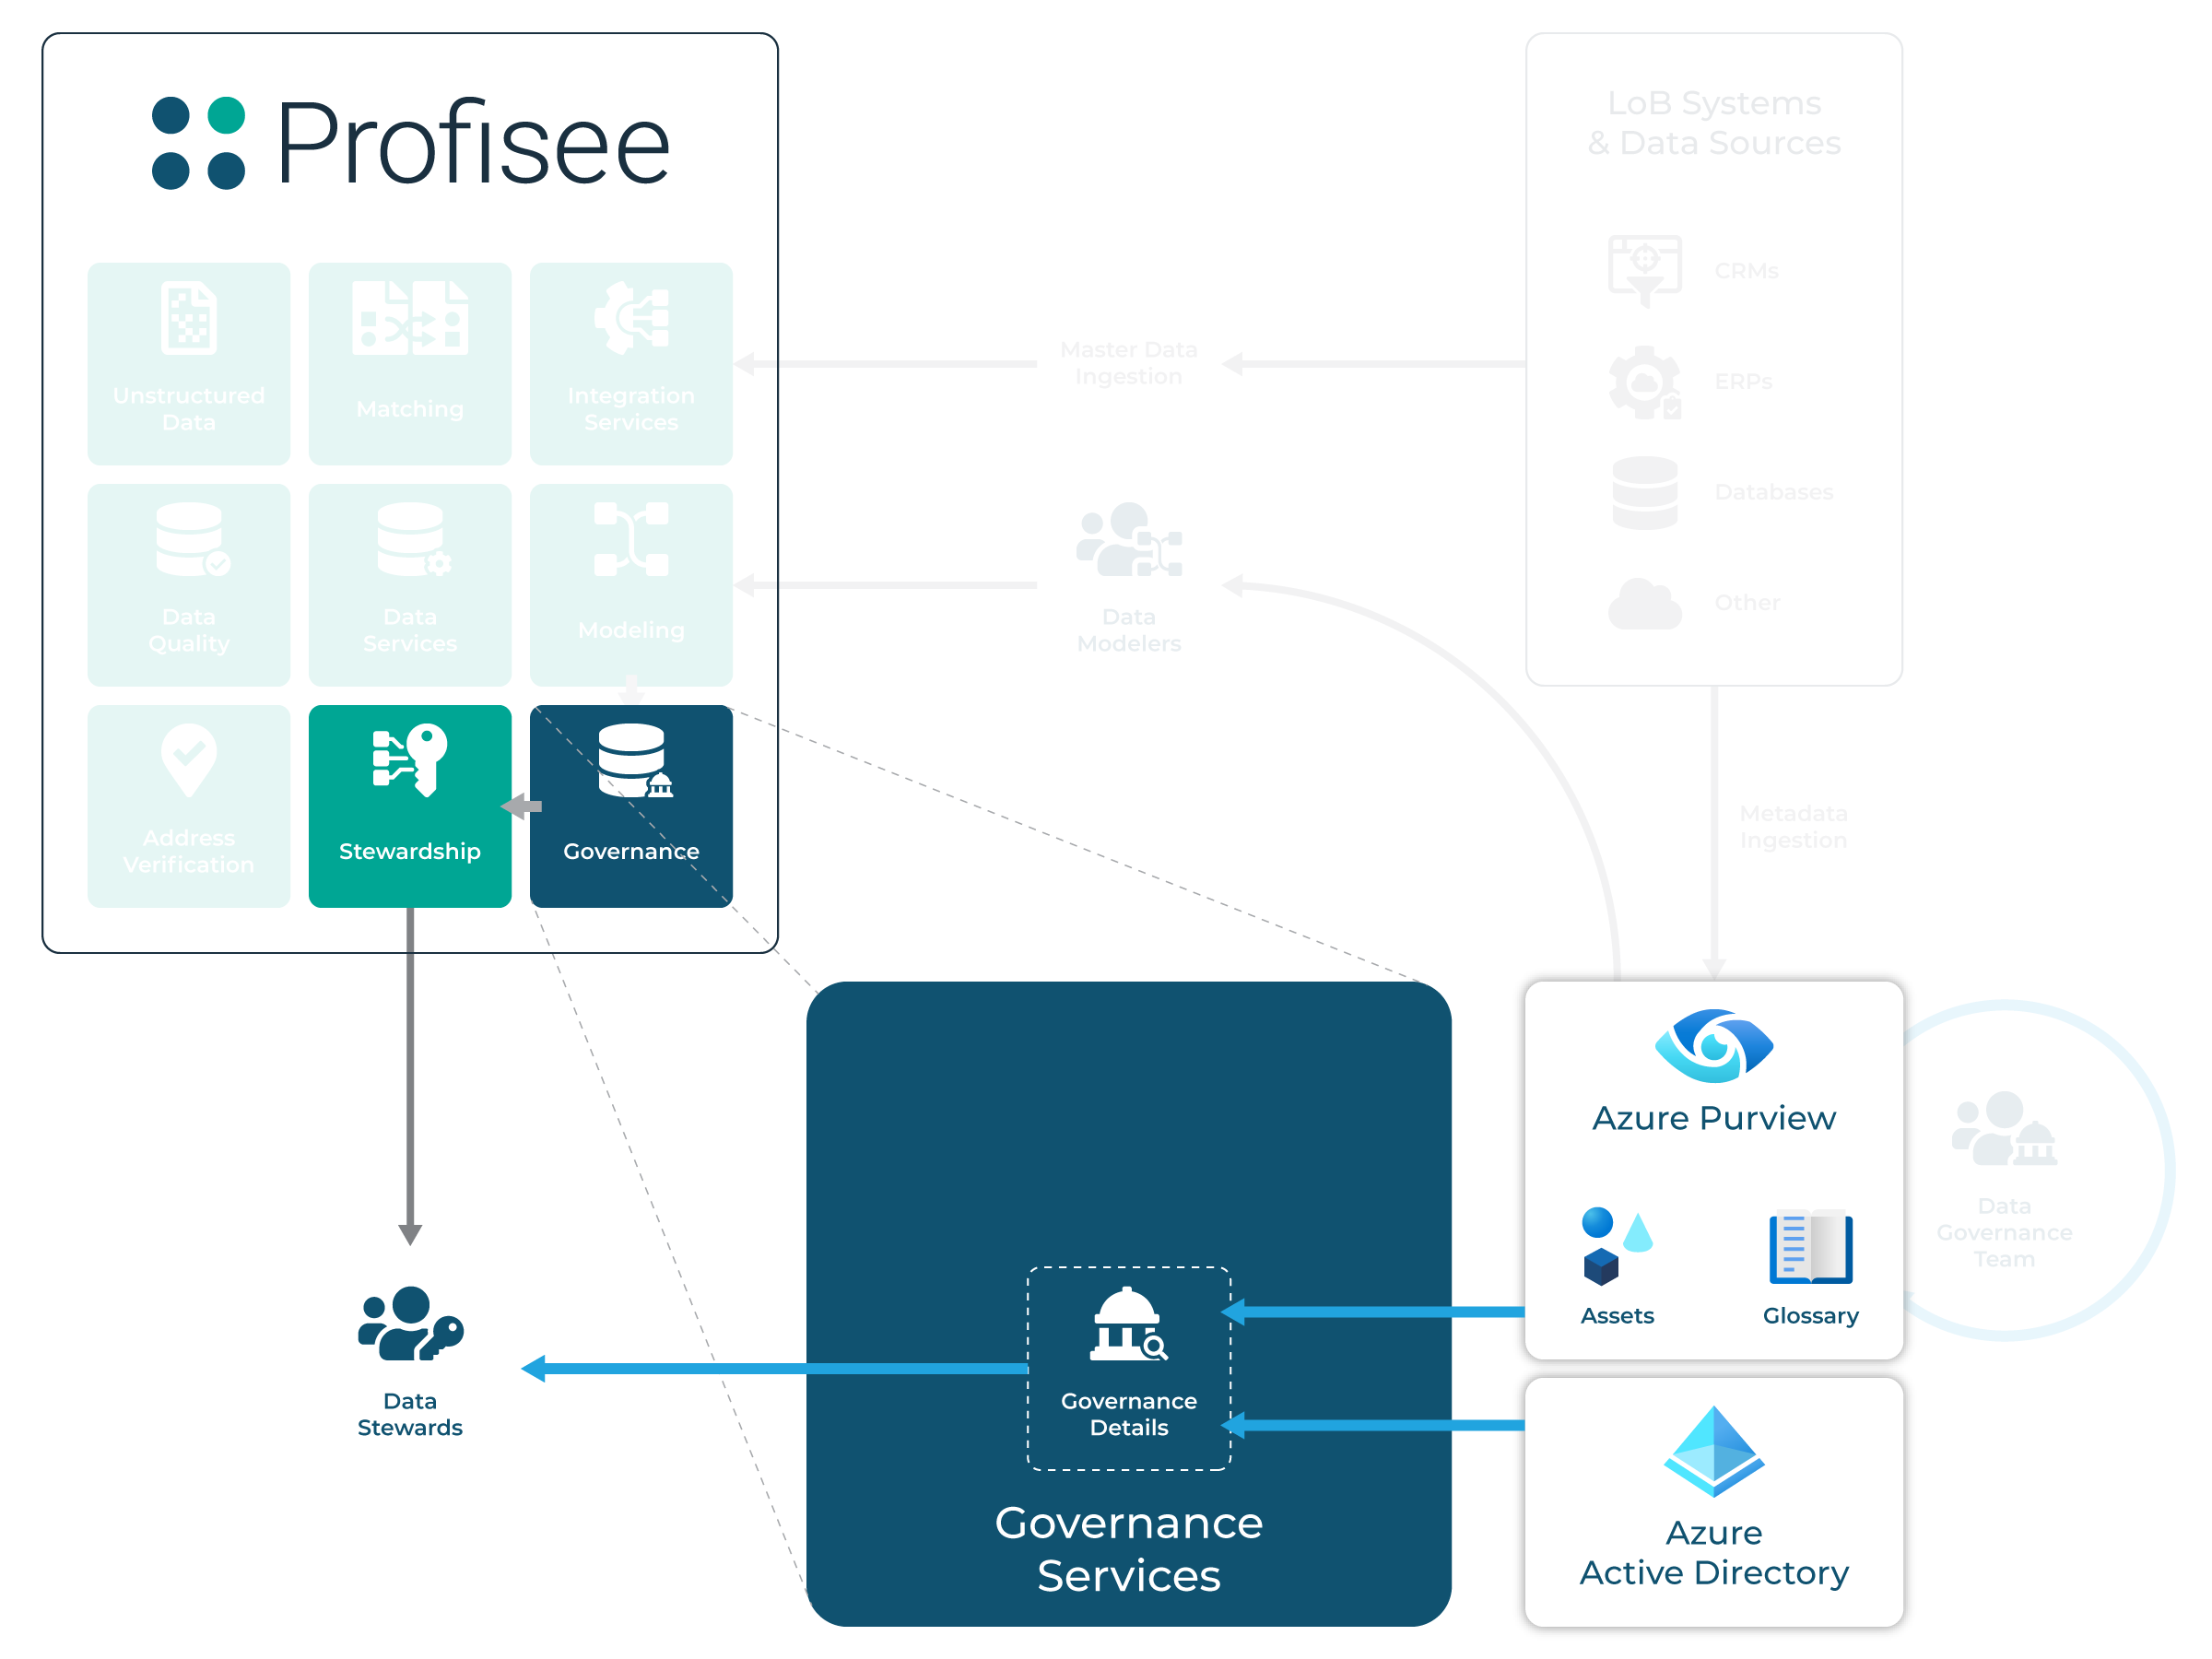 Profisee
Unstructured
Data
Matching
Integration
Services
Data
Quality
Data
Services
Modeling
Address
Verification
Stewardship
Governance
Master Data
Ingestion
Data
Modelers
LoB Systems
& Data Sources
CRMs
ERPs
Databases
Other
Metadata
Ingestion
Azure Purview
Assets
Glossary
Data
Governance
Team
Data
Stewards
Governance
Details
Governance
Services
Azure
Active Directory